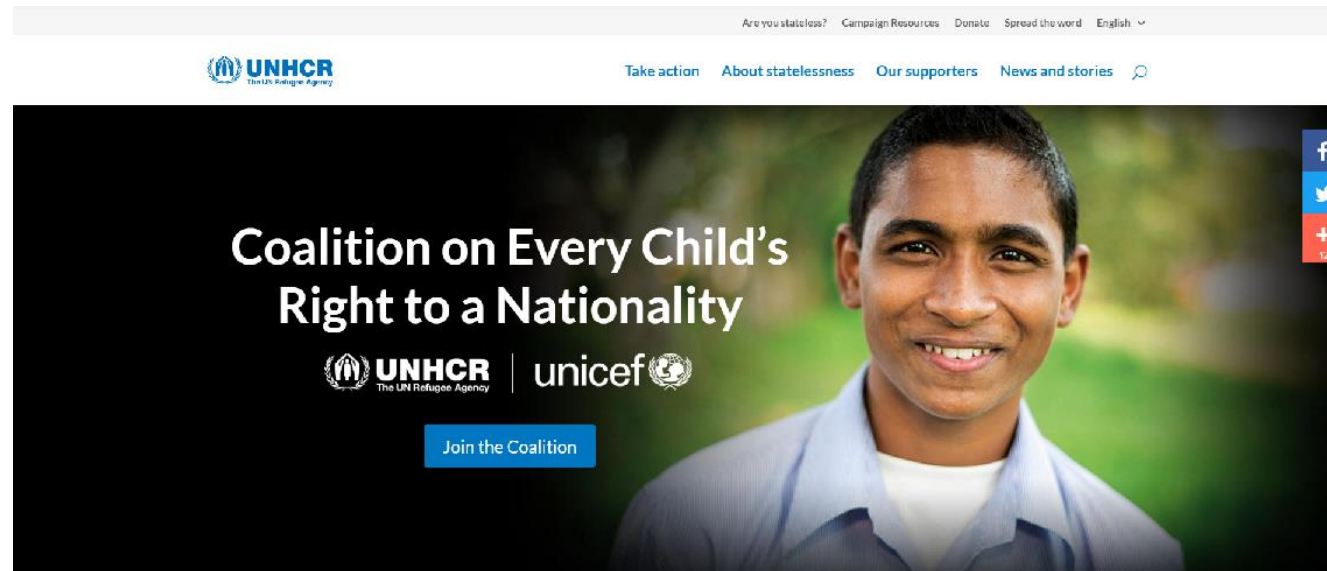 Are you stateless? Campaign Resources Donate Spread the word English
UNHCR
The UN Refugee Agency
Take action About statelessness Our supporters News and stories
Coalition on Every Child’s
Right to a Nationality
UNHCR
The UN Refugee Agency
unicef
Join the Coalition